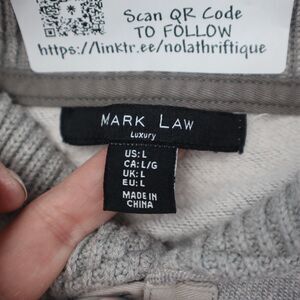 Scan QR Code
TO FOLLOW
https://linktr.ee/nolathriftique
MARK LAW
Luxury
US: L
CA: L/G
UK: L
EU: L
MADE IN
CHINA